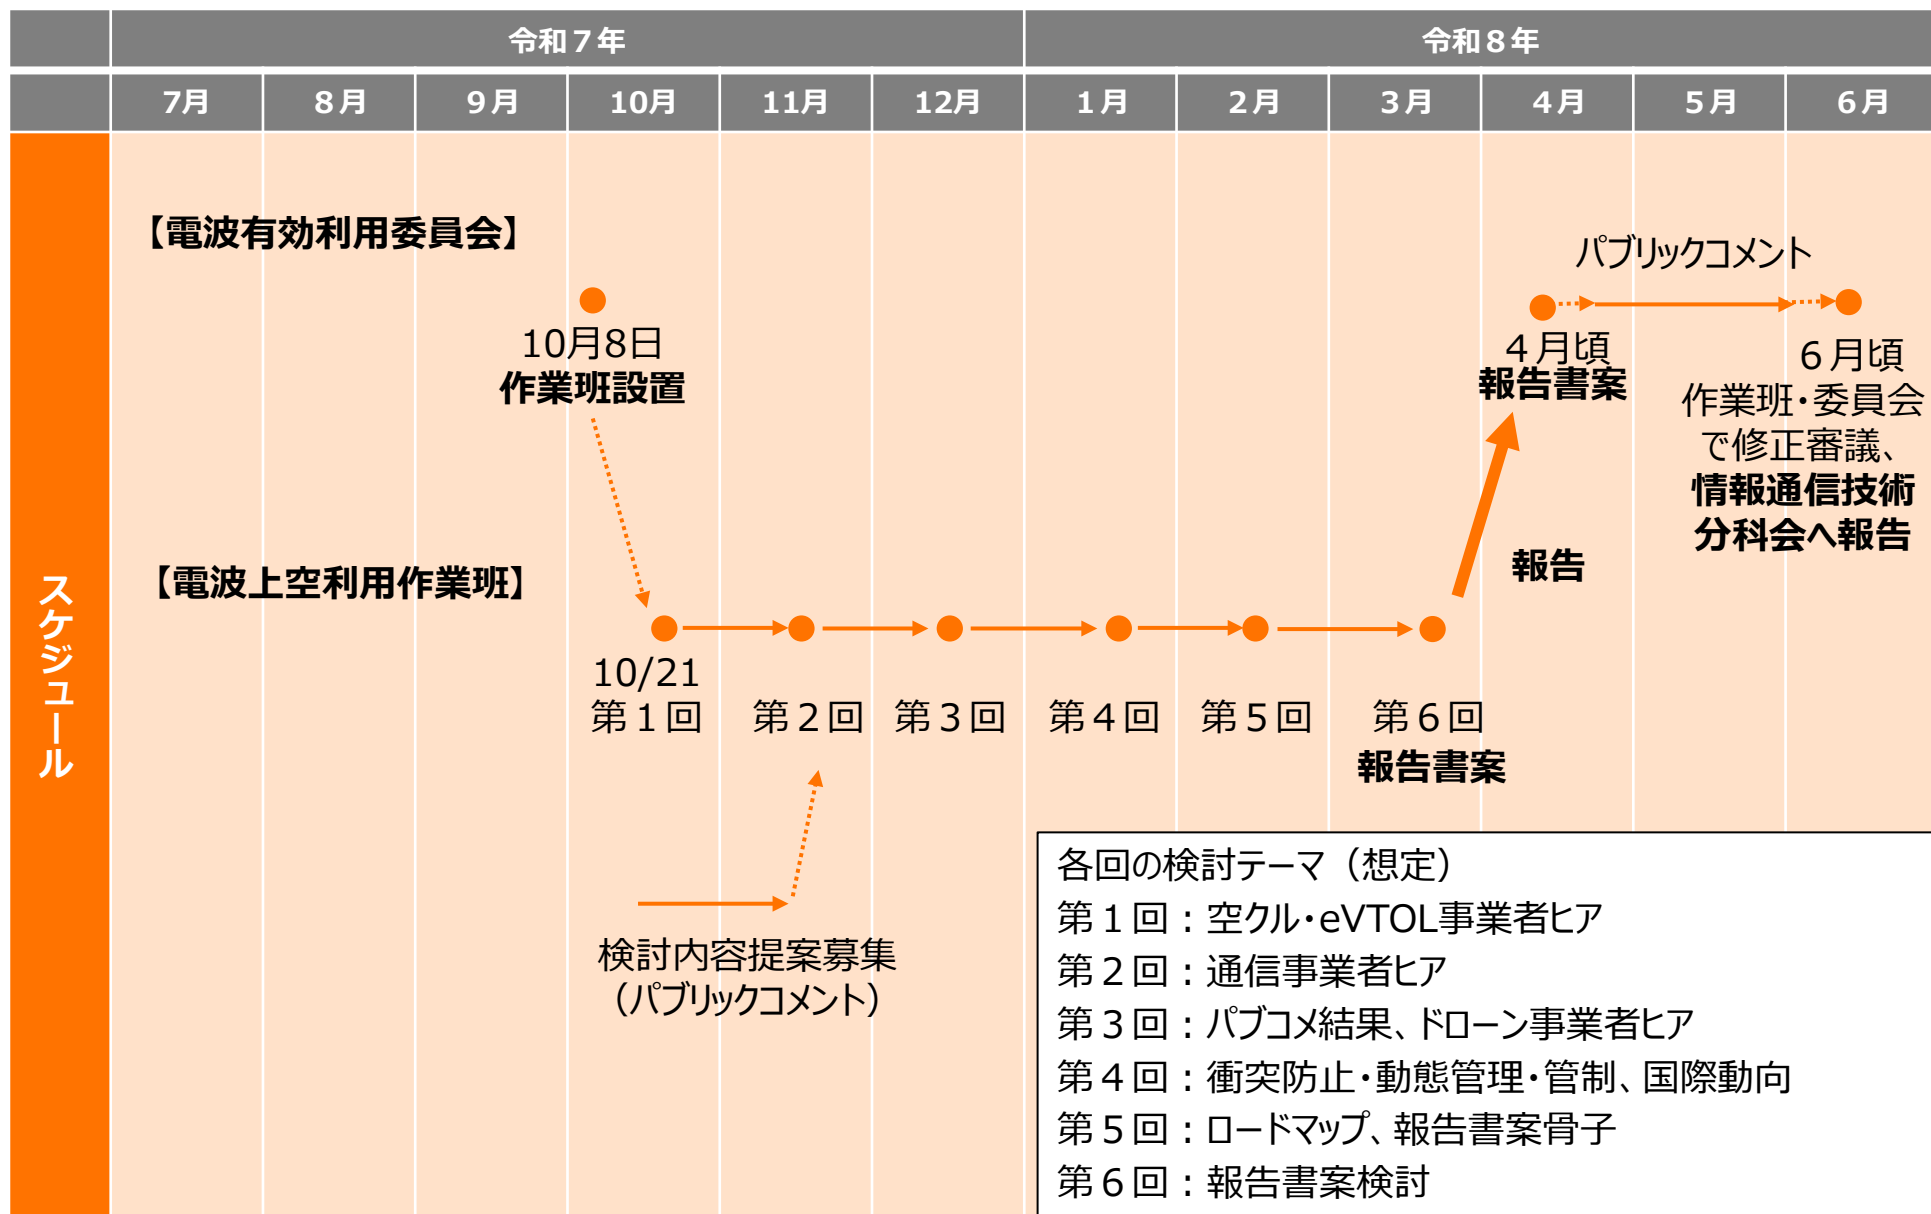 令和７年
令和８年
7月
８月
９月
10月
11月
12月
１月
２月
３月
４月
５月
６月
スケジュール
【電波有効利用委員会】
10月8日
作業班設置
パブリックコメント
４月頃
報告書案
６月頃
作業班・委員会
で修正審議、
情報通信技術
分科会へ報告
報告
【電波上空利用作業班】
10/21
第１回
第２回
第３回
第４回
第５回
第６回
報告書案
検討内容提案募集
（パブリックコメント）
各回の検討テーマ（想定）
第１回：空クル・eVTOL事業者ヒア
第２回：通信事業者ヒア
第３回：パブコメ結果、ドローン事業者ヒア
第４回：衝突防止・動態管理・管制、国際動向
第５回：ロードマップ、報告書案骨子
第６回：報告書案検討